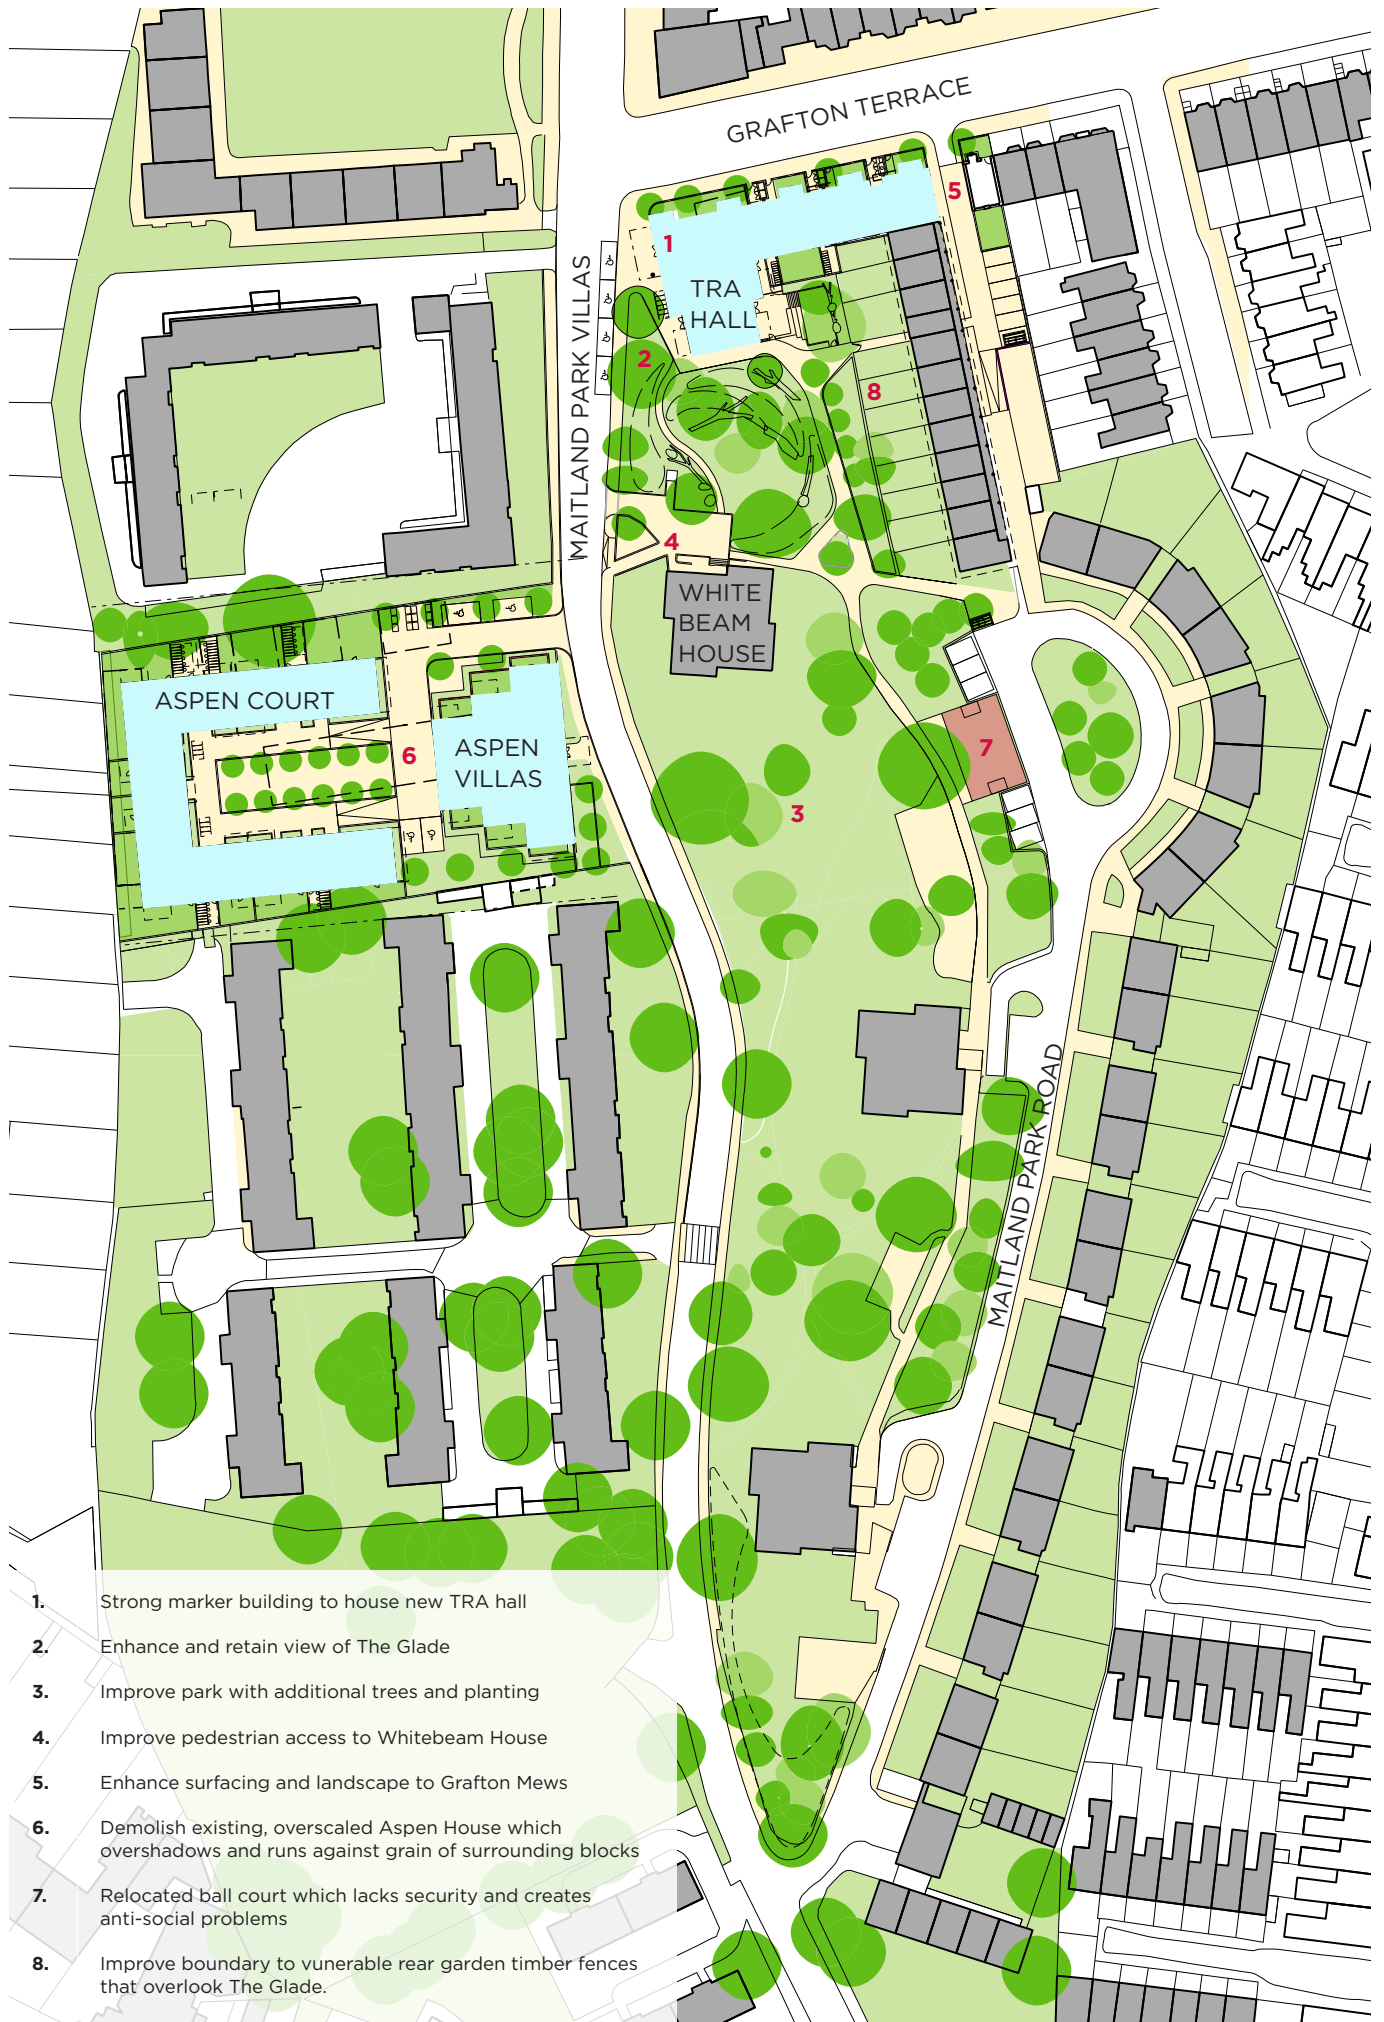 GRAFTON TERRACE
5
1
MAITLAND PARK VILLAS
TRA
HALL
2
8
4
WHITE
BEAM
HOUSE
ASPEN COURT
6
ASPEN
VILLAS
7
3
MAITLAND PARK ROAD
1. Strong marker building to house new TRA hall
2. Enhance and retain view of The Glade
3. Improve park with additional trees and planting
4. Improve pedestrian access to Whitebeam House
5. Enhance surfacing and landscape to Grafton Mews
6. Demolish existing, overscaled Aspen House which
overshadows and runs against grain of surrounding blocks
7. Relocated ball court which lacks security and creates
anti-social problems
8. Improve boundary to vunerable rear garden timber fences
that overlook The Glade.